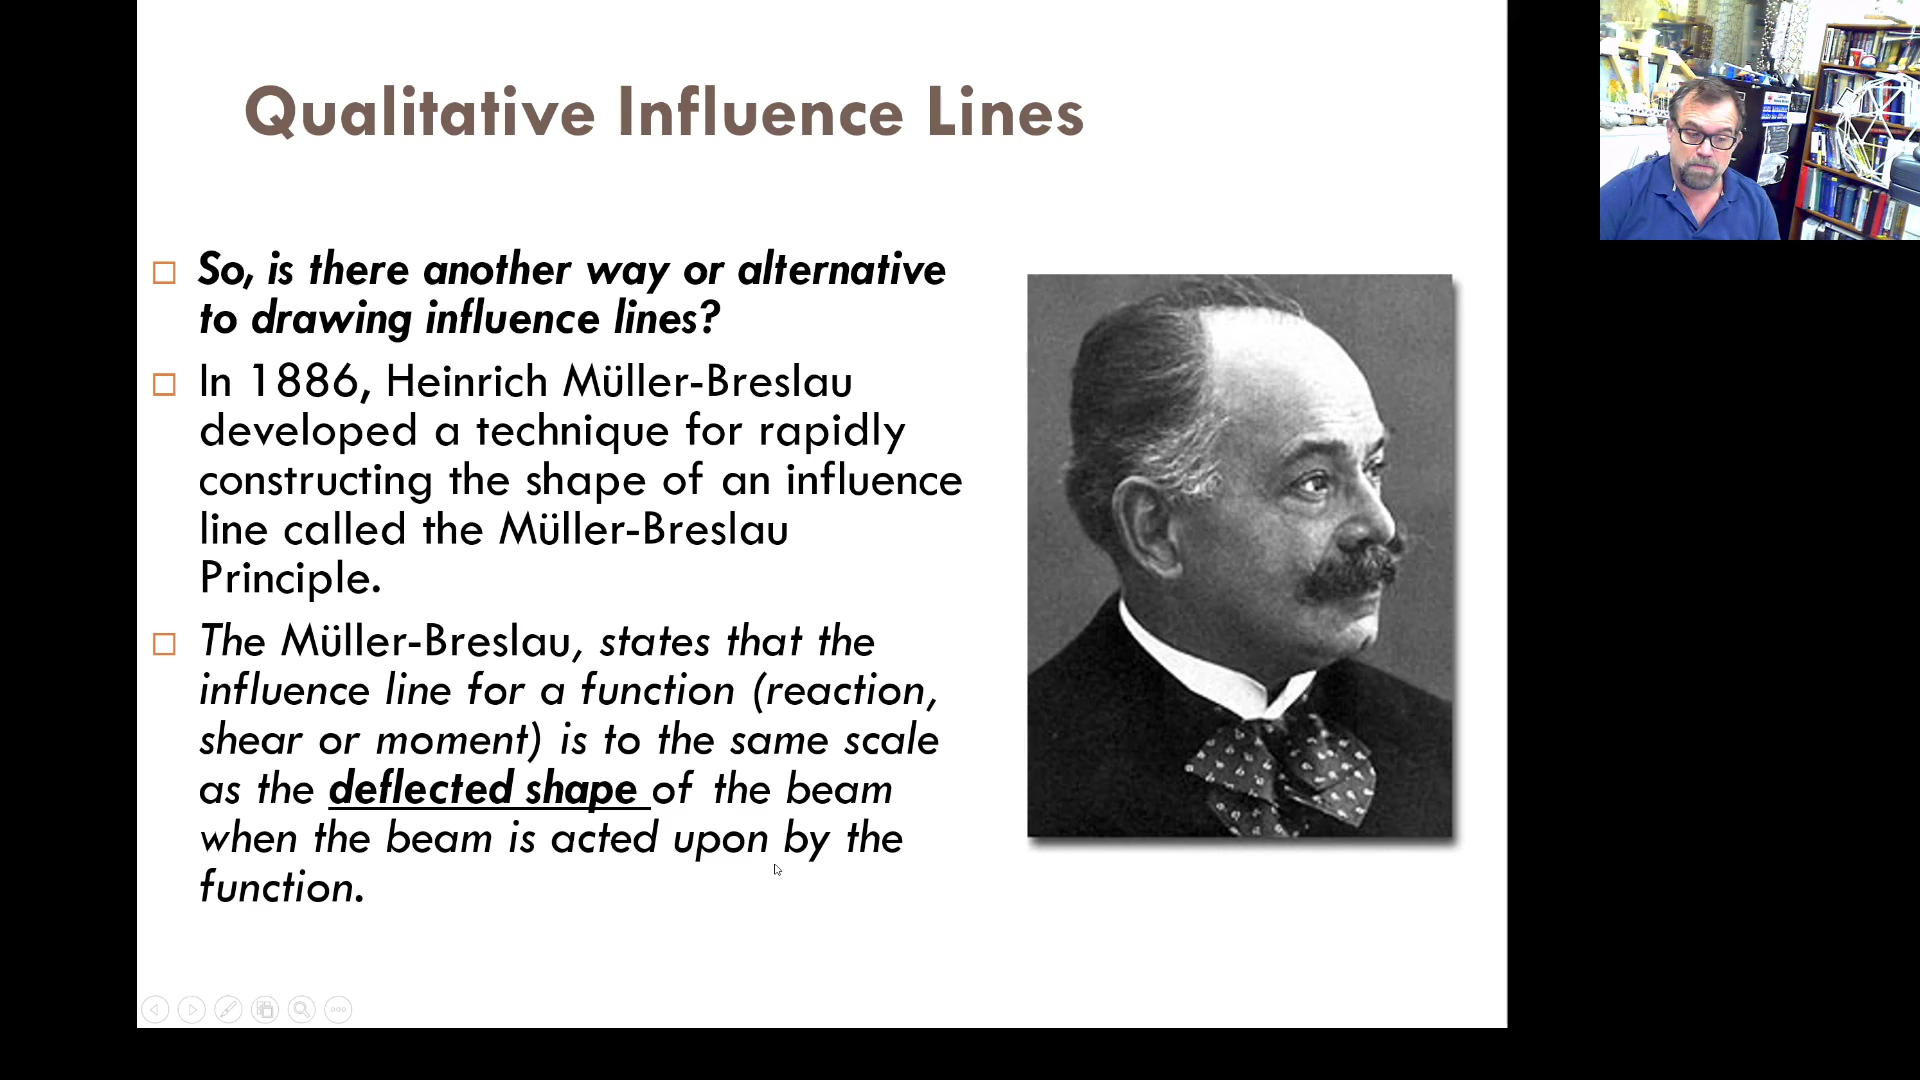 Qualitative Influence Lines
So, is there another way or alternative
to drawing influence lines?
In 1886, Heinrich Müller-Breslau
developed a technique for rapidly
constructing the shape of an influence
line called the Müller-Breslau
Principle.
The Müller-Breslau, states that the
influence line for a function (reaction,
shear or moment) is to the same scale
as the deflected shape of the beam
when the beam is acted upon by the
function.